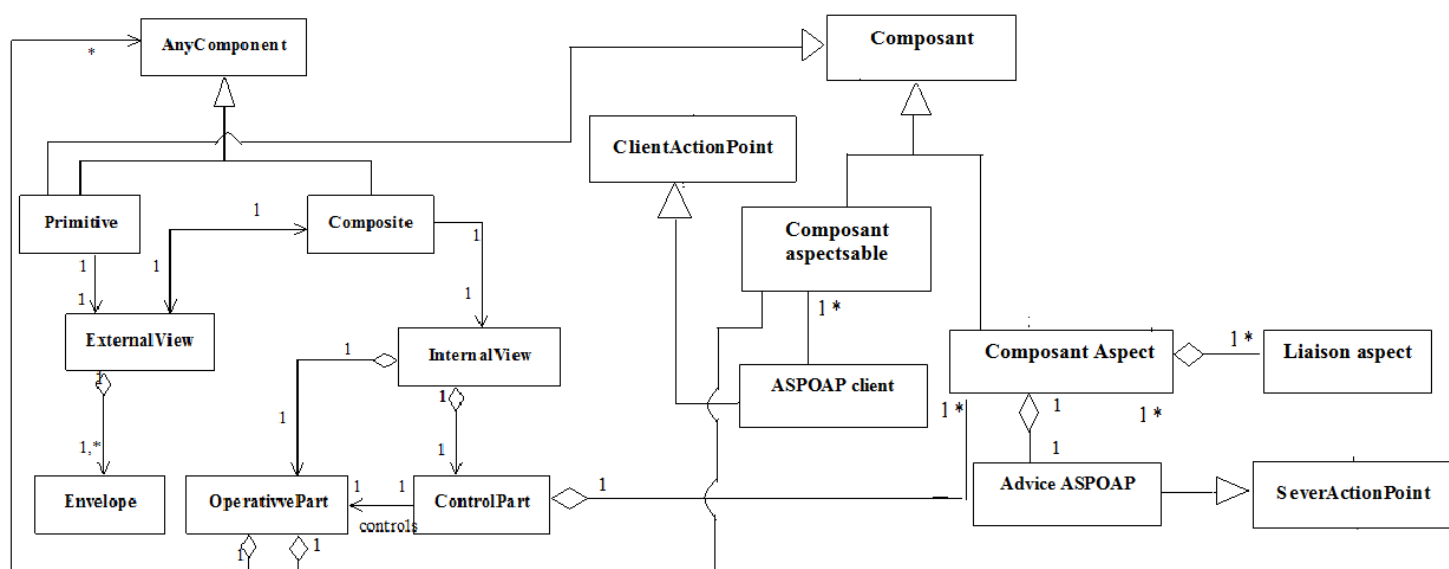 AnyComponent
*
Composant
ClientActionPoint
Primitive
Composite
1
1
1
1
1
1
Composant
aspectsable
1 *
ExternalView
InternalView
1
1
1
Composant Aspect
1 *
Liaison aspect
ASPOAP client
1 *
1
1 *
1
1
1,*
1
Envelope
OperativvePart
1
1
ControlPart
1
controls
Advice ASPOAP
SeverActionPoint
1
1